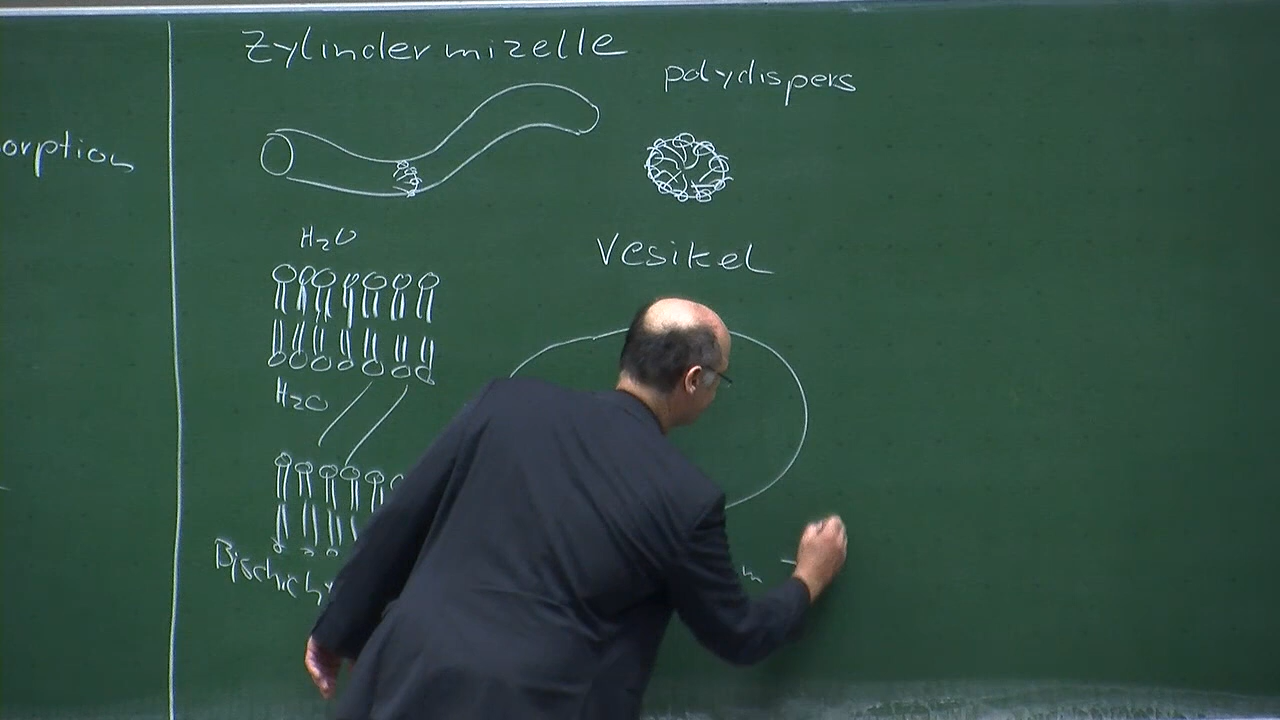 Zylindermizelle
polydispers
orption
H₂O
Vesikel
H₂O